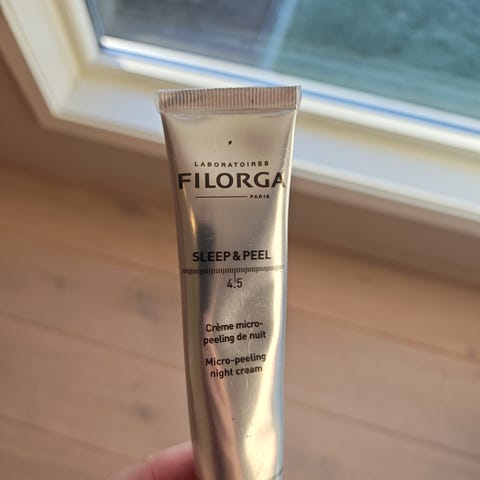 LABORATOIRES
FILORGA
PARIS
SLEEP & PEEL
4.5
Crème micro-
peeling de nuit
Micro-peeling
night cream